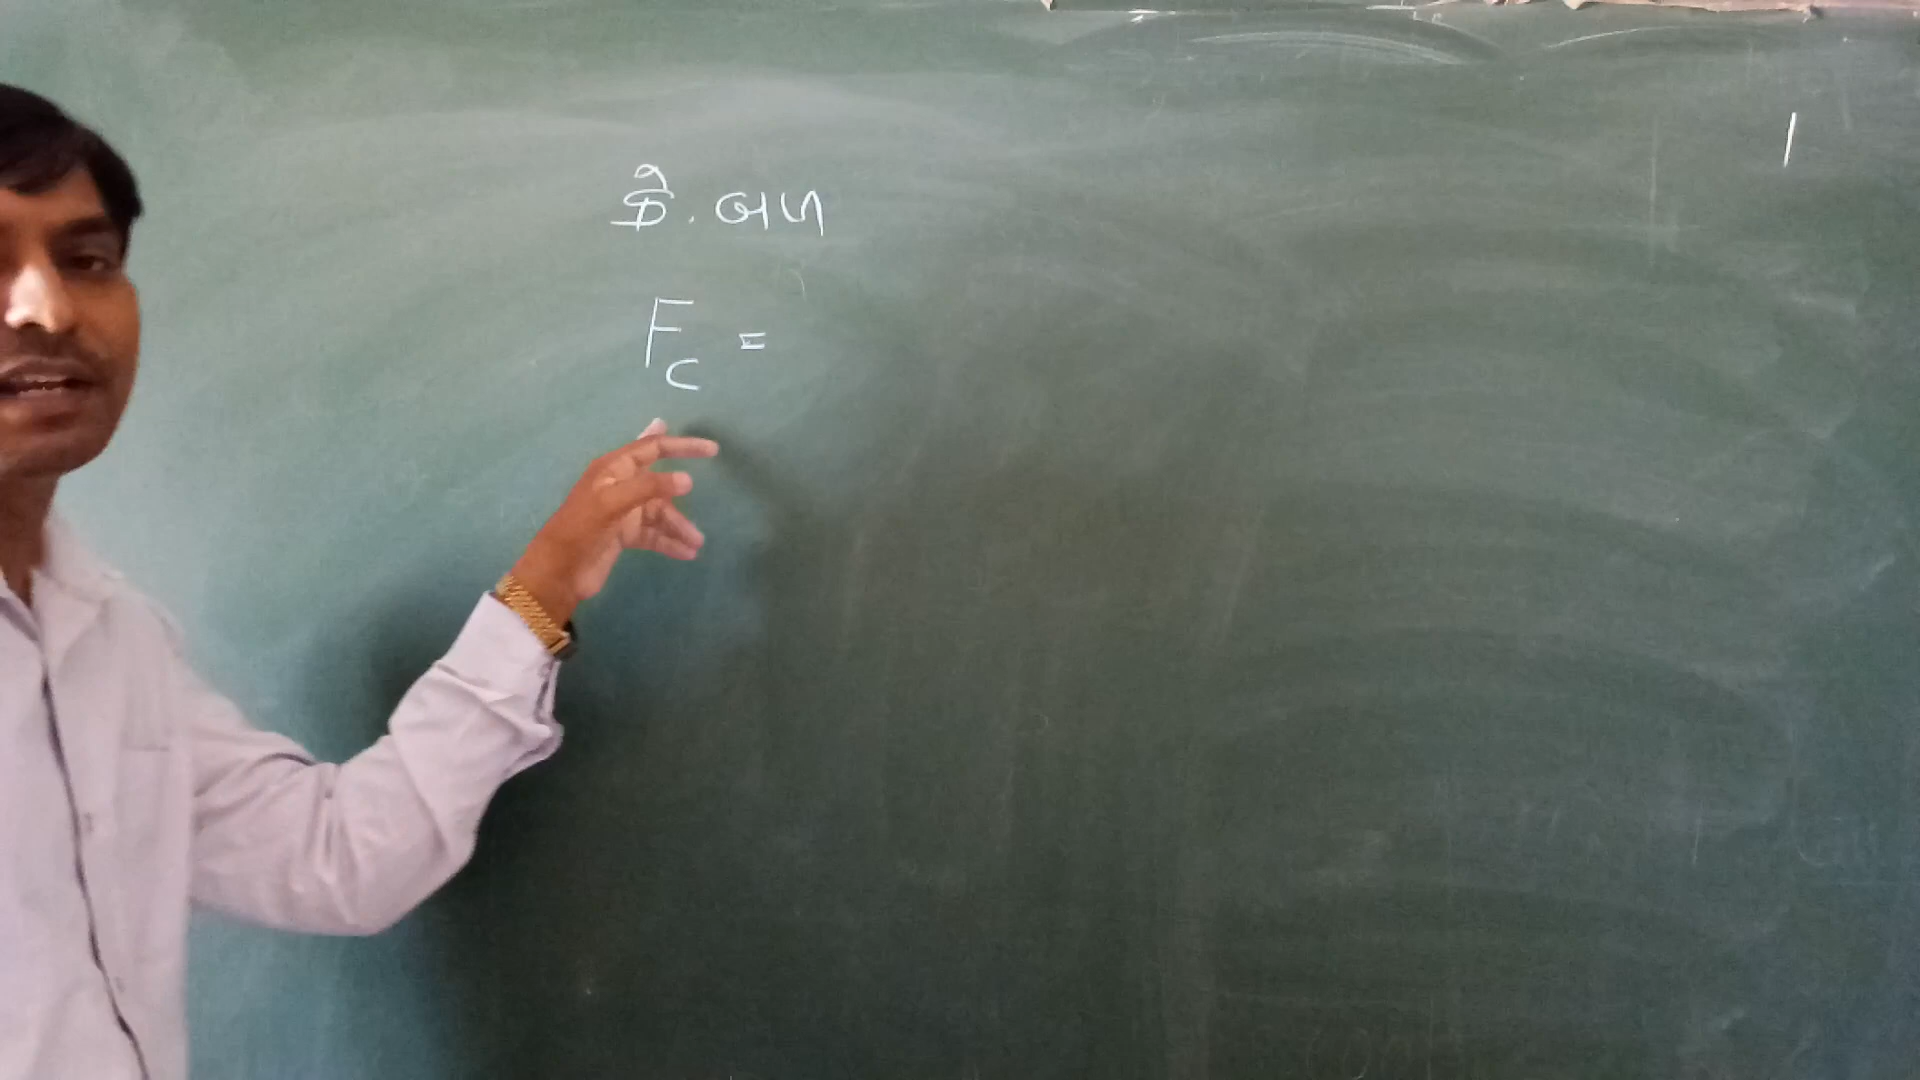 કે. બળ
F_c =